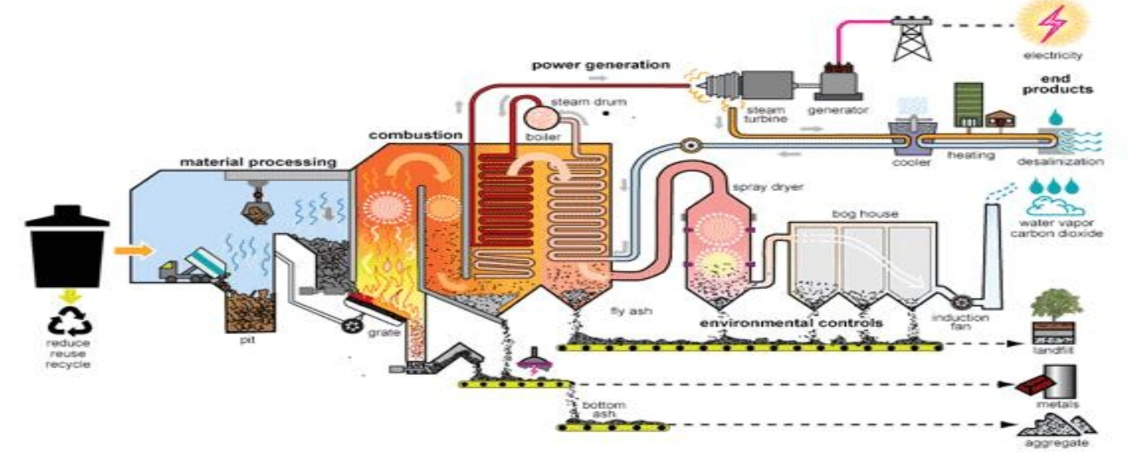 electricity
power generation
end
products
steam drum
steam
turbine
generator
boiler
combustion
cooler
heating
desalinization
material processing
spray dryer
bog house
water vapor
carbon dioxide
fly ash
environmental controls
induction
fan
grate
pit
reduce
reuse
recycle
landfill
bottom
ash
metals
aggregate